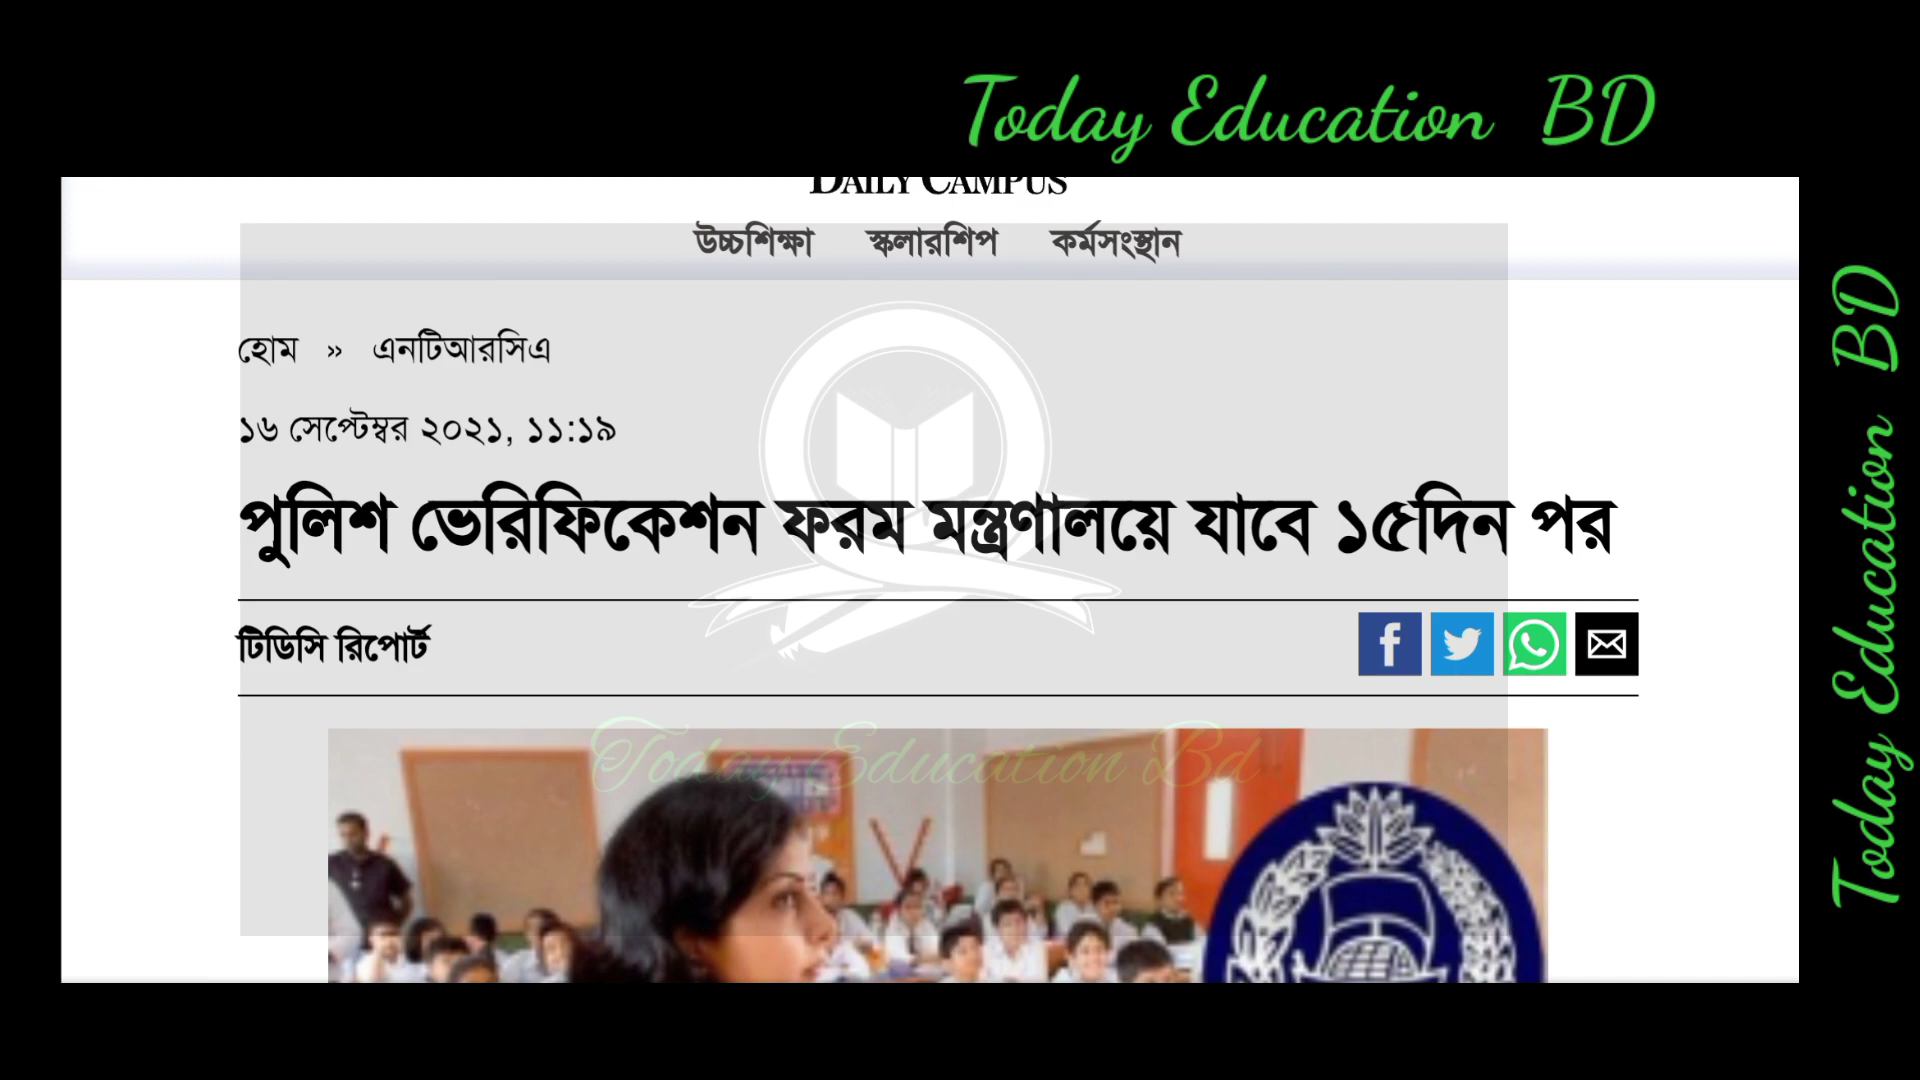 Today Education BD
DAILY CAMPUS
উচ্চশিক্ষা স্কলারশিপ কর্মসংস্থান
হোম » এনটিআরসিএ
১৬ সেপ্টেম্বর ২০২১, ১১:১৯
পুলিশ ভেরিফিকেশন ফরম মন্ত্রণালয়ে যাবে ১৫দিন পর
টিডিসি রিপোর্ট
Today Education Bd
Today Education BD